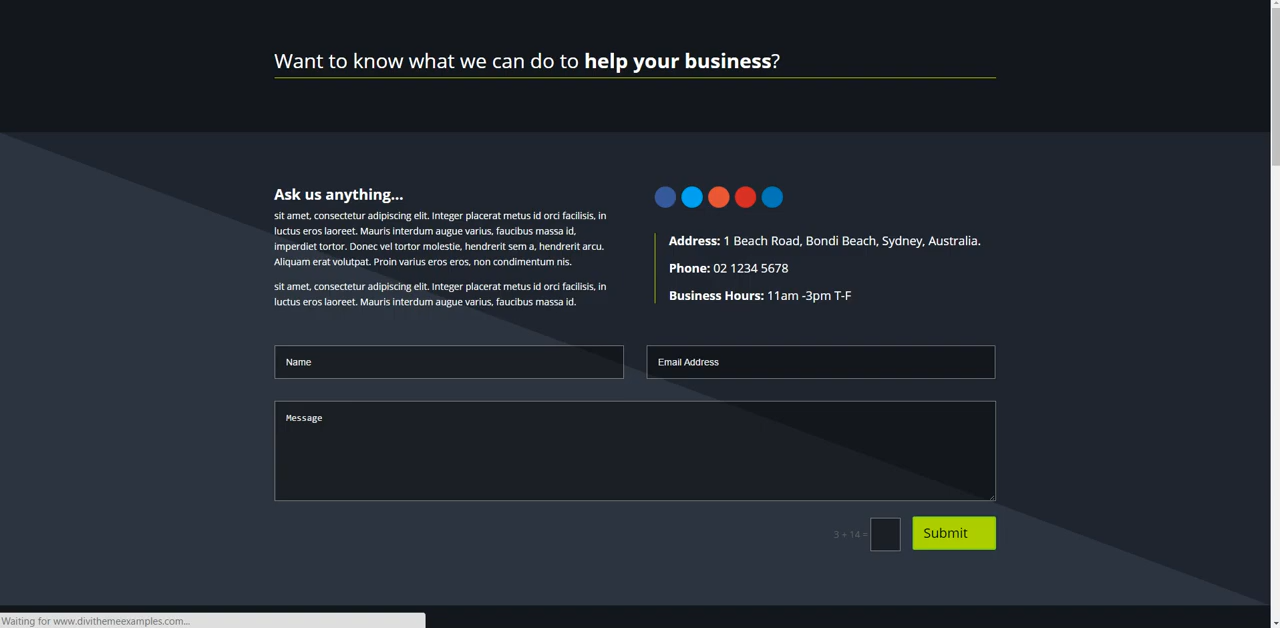 Want to know what we can do to help your business?
Ask us anything...
sit amet, consectetur adipiscing elit. Integer placerat metus id orci facilisis, in
luctus eros laoreet. Mauris interdum augue varius, faucibus massa id,
imperdiet tortor. Donec vel tortor molestie, hendrerit sem a, hendrerit arcu.
Aliquam erat volutpat. Proin varius eros eros, non condimentum nis.
sit amet, consectetur adipiscing elit. Integer placerat metus id orci facilisis, in
luctus eros laoreet. Mauris interdum augue varius, faucibus massa id.
Address: 1 Beach Road, Bondi Beach, Sydney, Australia.
Phone: 02 1234 5678
Business Hours: 11am -3pm T-F
Name
Email Address
Message
3 + 14 =
Submit
Waiting for www.divithemeexamples.com...